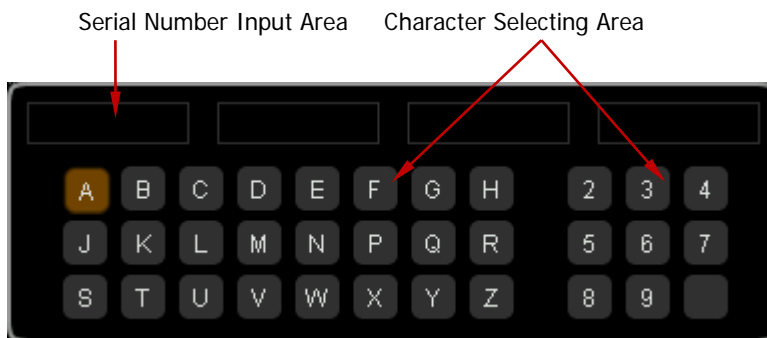 Serial Number Input Area Character Selecting Area
A B C D E F G H 2 3 4
J K L M N P Q R 5 6 7
S T U V W X Y Z 8 9